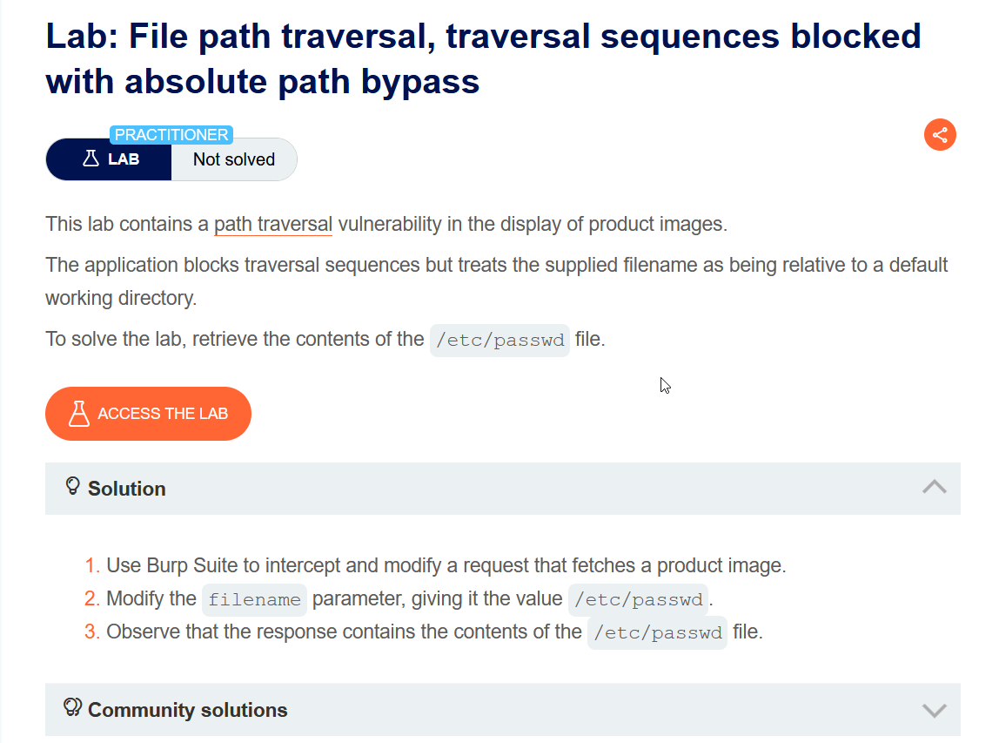 Lab: File path traversal, traversal sequences blocked
with absolute path bypass
PRACTITIONER
LAB
Not solved
This lab contains a path traversal vulnerability in the display of product images.
The application blocks traversal sequences but treats the supplied filename as being relative to a default
working directory.
To solve the lab, retrieve the contents of the /etc/passwd file.
ACCESS THE LAB
Solution
1. Use Burp Suite to intercept and modify a request that fetches a product image.
2. Modify the filename parameter, giving it the value /etc/passwd.
3. Observe that the response contains the contents of the /etc/passwd file.
Community solutions